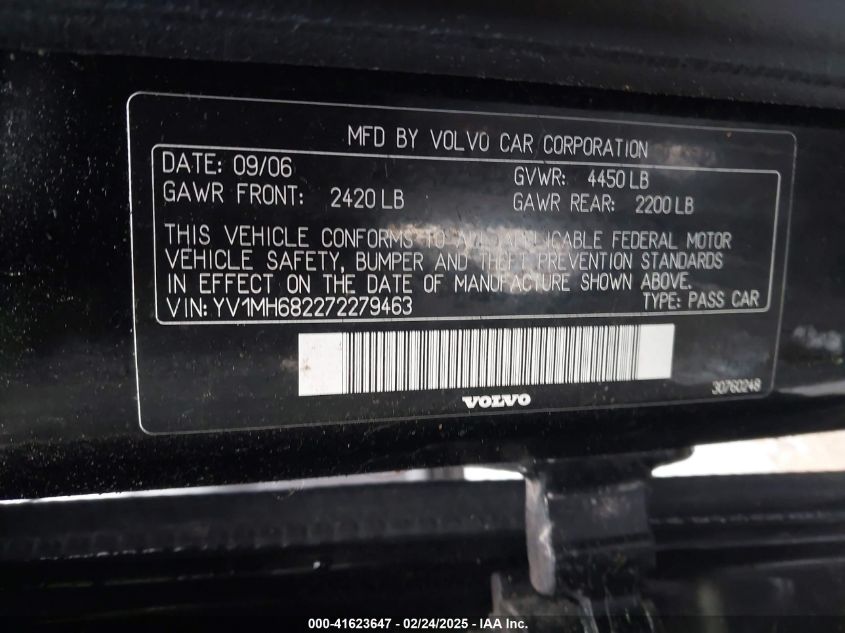 MFD BY VOLVO CAR CORPORATION
DATE: 09/06 GVWR: 4450 LB
GAWR FRONT: 2420 LB GAWR REAR: 2200 LB
THIS VEHICLE CONFORMS TO ALL APPLICABLE FEDERAL MOTOR
VEHICLE SAFETY, BUMPER AND THEFT PREVENTION STANDARDS
IN EFFECT ON THE DATE OF MANUFACTURE SHOWN ABOVE.
VIN: YV1MH682272279463 TYPE: PASS CAR
30760248
VOLVO
000-41623647 - 02/24/2025 - IAA Inc.